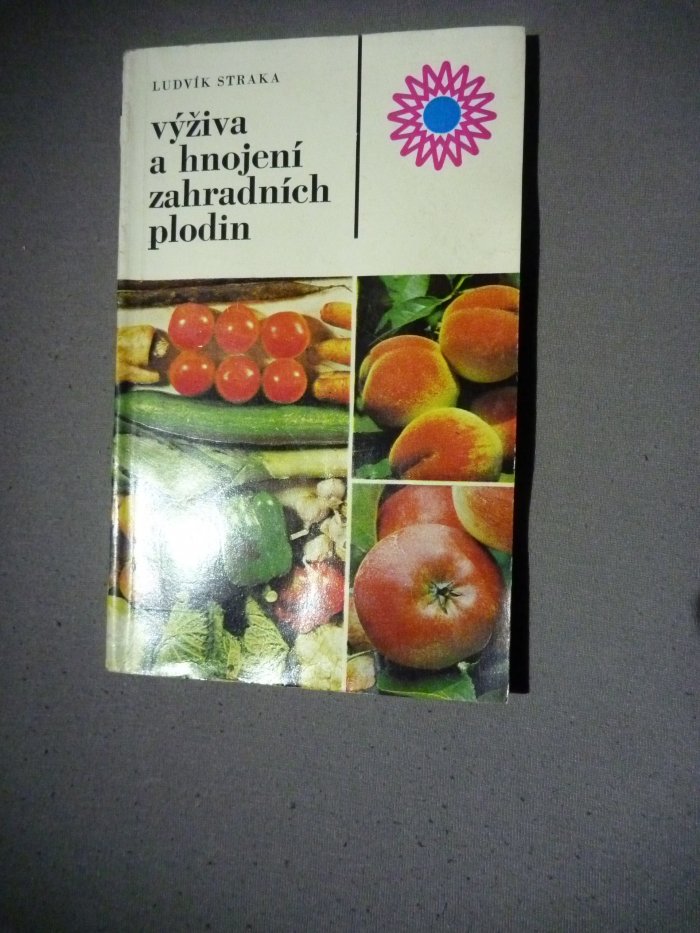 LUDVÍK STRAKA
výživa
a hnojení
zahradních
plodin